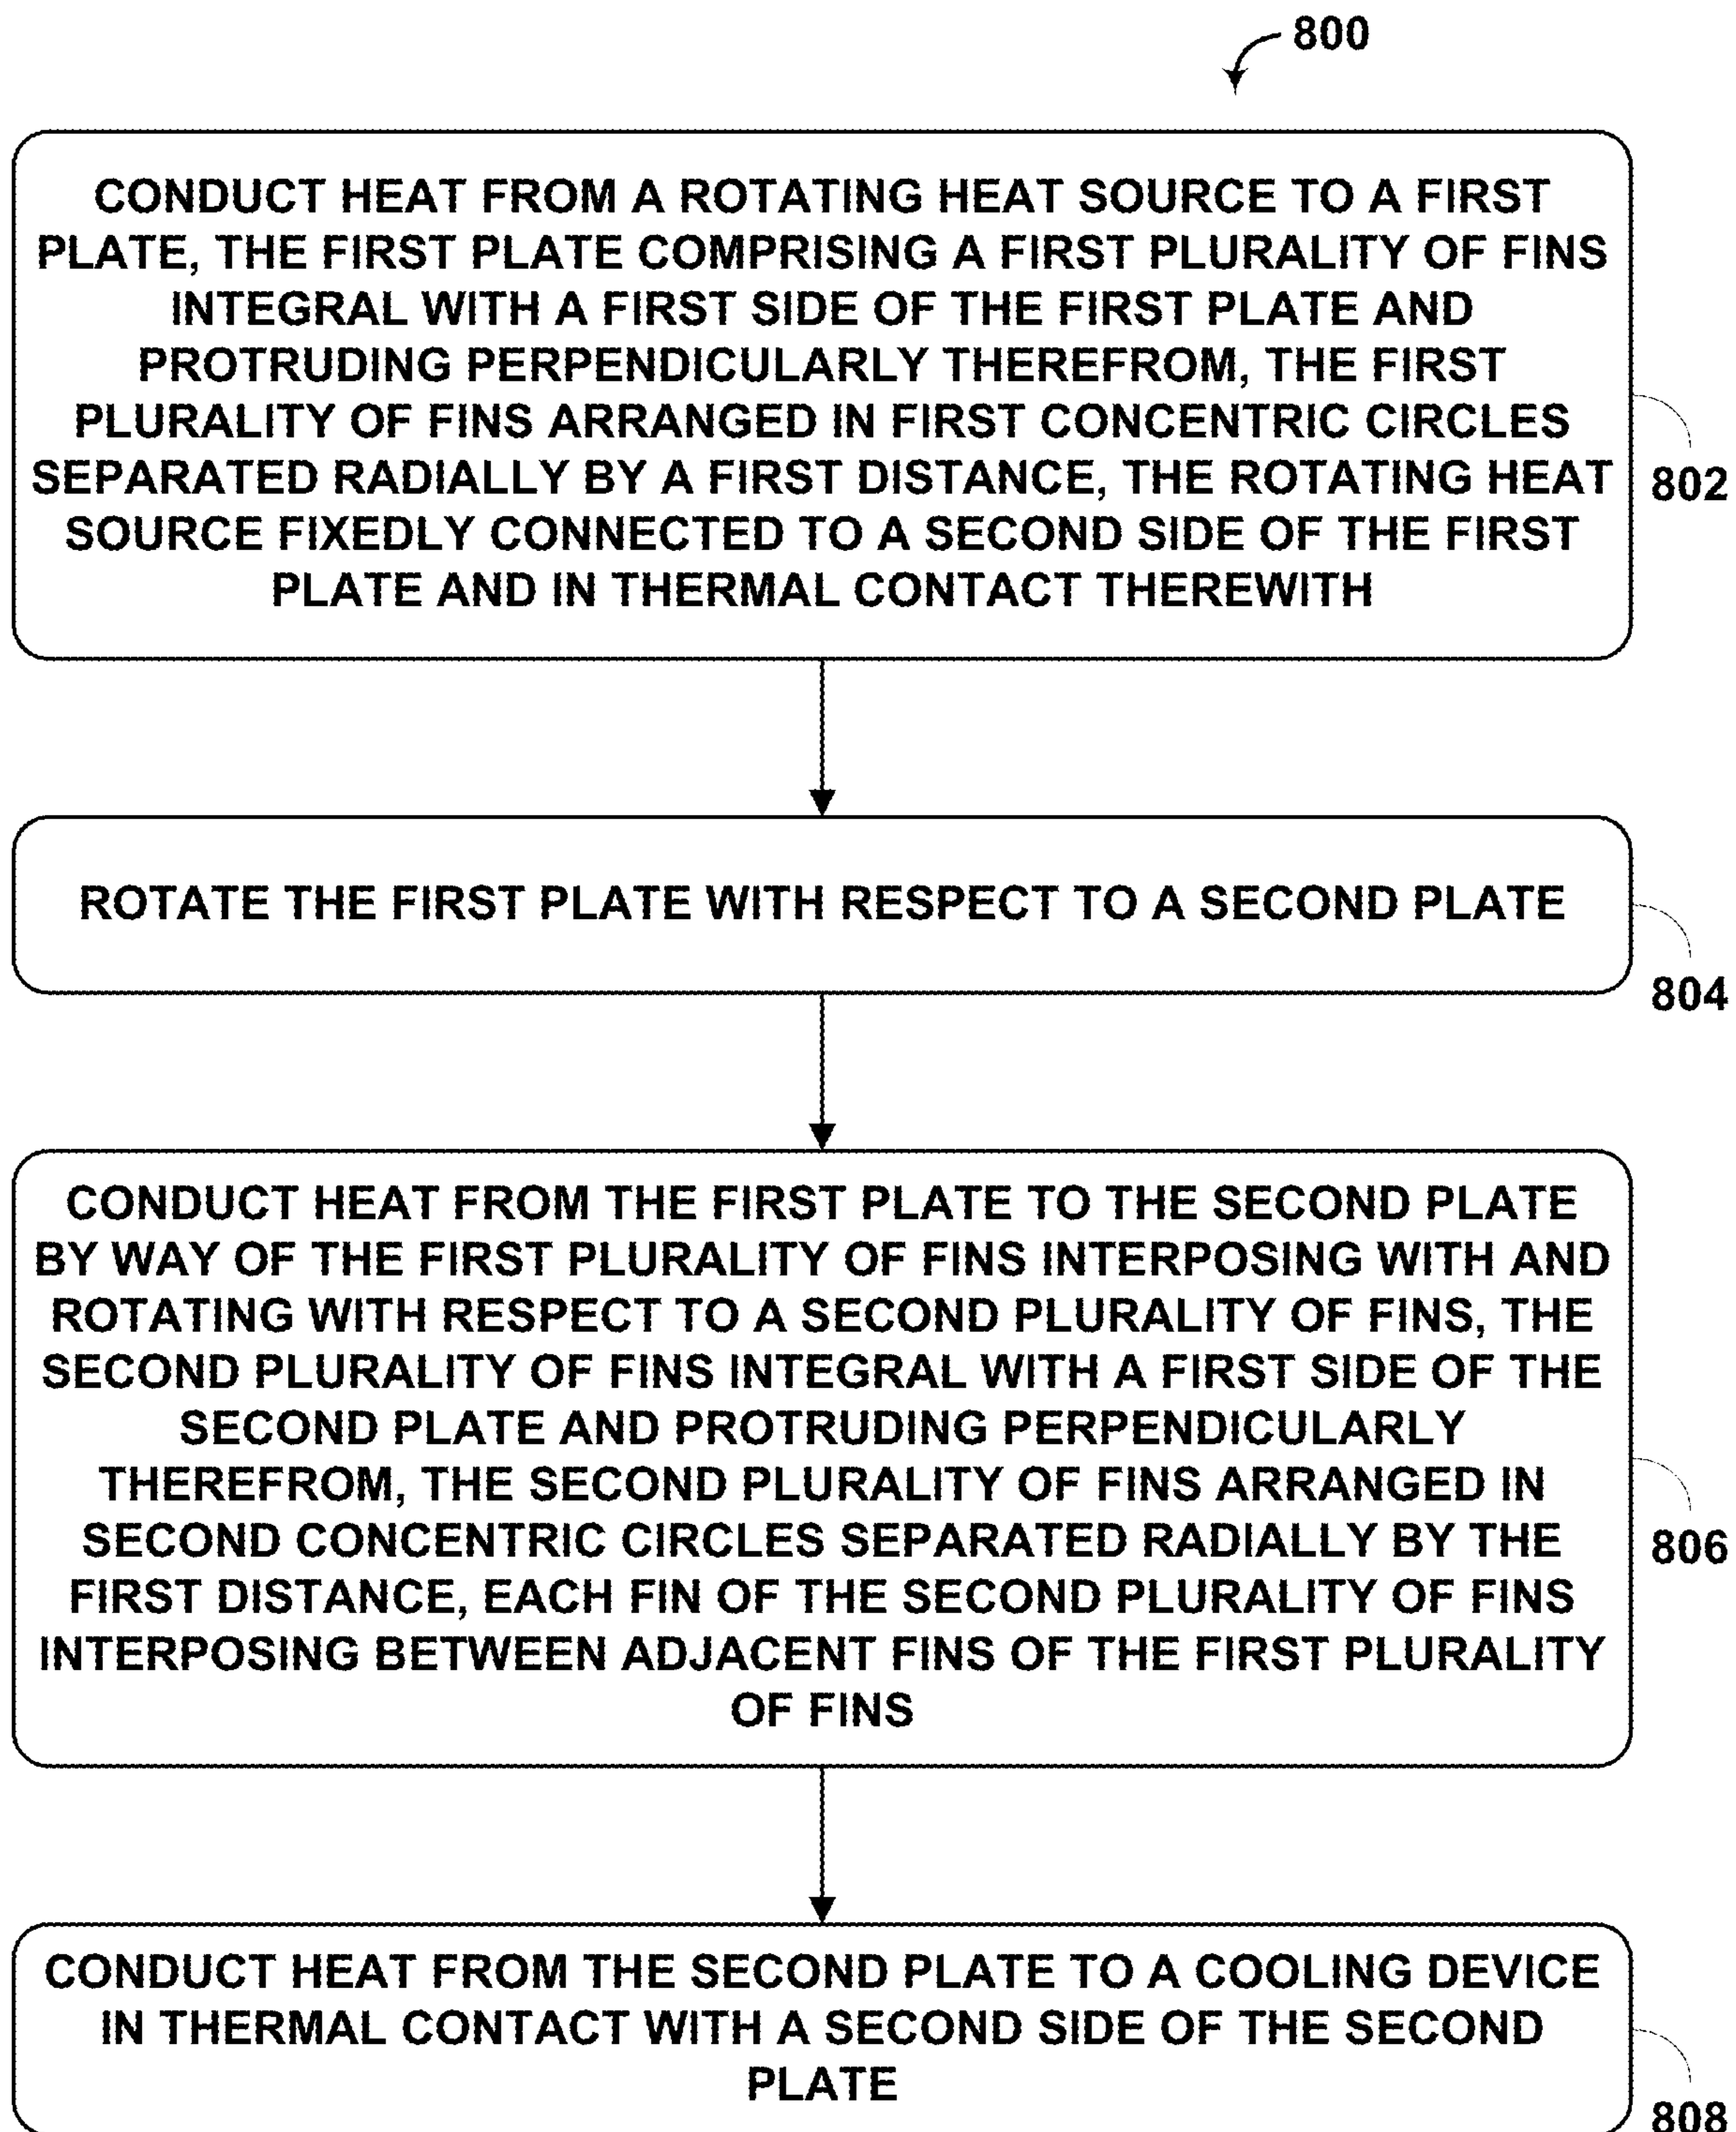 800
CONDUCT HEAT FROM A ROTATING HEAT SOURCE TO A FIRST
PLATE, THE FIRST PLATE COMPRISING A FIRST PLURALITY OF FINS
INTEGRAL WITH A FIRST SIDE OF THE FIRST PLATE AND
PROTRUDING PERPENDICULARLY THEREFROM, THE FIRST
PLURALITY OF FINS ARRANGED IN FIRST CONCENTRIC CIRCLES
SEPARATED RADIALLY BY A FIRST DISTANCE, THE ROTATING HEAT
SOURCE FIXEDLY CONNECTED TO A SECOND SIDE OF THE FIRST
PLATE AND IN THERMAL CONTACT THEREWITH
802
ROTATE THE FIRST PLATE WITH RESPECT TO A SECOND PLATE
804
CONDUCT HEAT FROM THE FIRST PLATE TO THE SECOND PLATE
BY WAY OF THE FIRST PLURALITY OF FINS INTERPOSING WITH AND
ROTATING WITH RESPECT TO A SECOND PLURALITY OF FINS, THE
SECOND PLURALITY OF FINS INTEGRAL WITH A FIRST SIDE OF THE
SECOND PLATE AND PROTRUDING PERPENDICULARLY
THEREFROM, THE SECOND PLURALITY OF FINS ARRANGED IN
SECOND CONCENTRIC CIRCLES SEPARATED RADIALLY BY THE
FIRST DISTANCE, EACH FIN OF THE SECOND PLURALITY OF FINS
INTERPOSING BETWEEN ADJACENT FINS OF THE FIRST PLURALITY
OF FINS
806
CONDUCT HEAT FROM THE SECOND PLATE TO A COOLING DEVICE
IN THERMAL CONTACT WITH A SECOND SIDE OF THE SECOND
PLATE
808